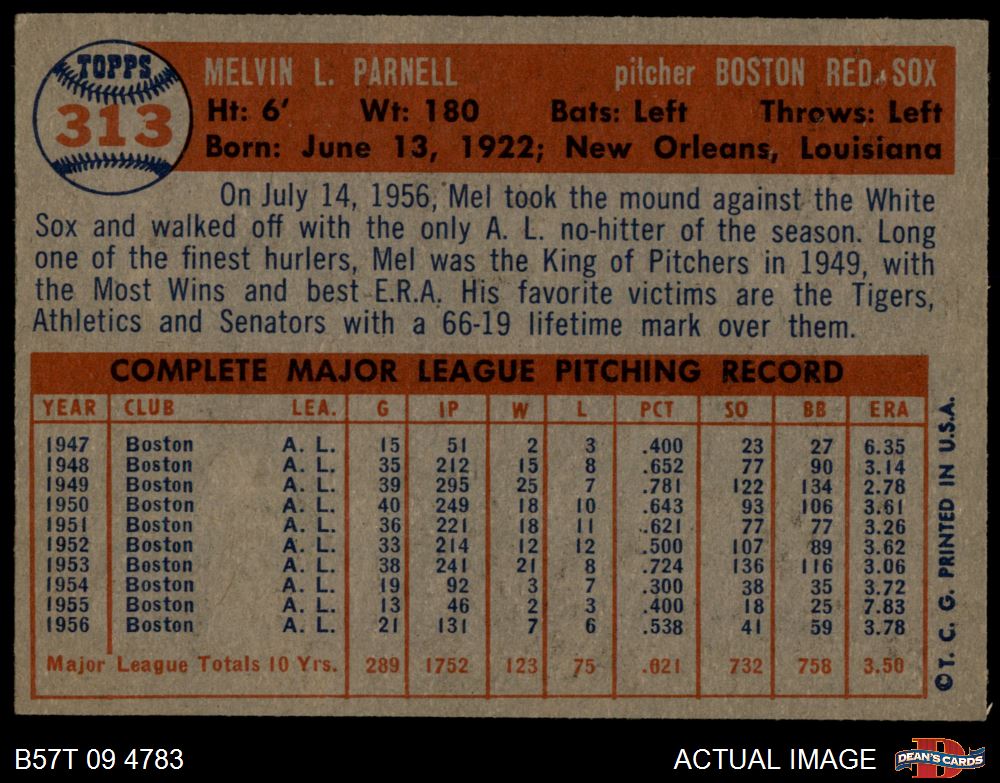 TOPPS
313
MELVIN L. PARNELL pitcher BOSTON RED SOX
Ht: 6' Wt: 180 Bats: Left Throws: Left
Born: June 13, 1922; New Orleans, Louisiana
On July 14, 1956, Mel took the mound against the White
Sox and walked off with the only A. L. no-hitter of the season. Long
one of the finest hurlers, Mel was the King of Pitchers in 1949, with
the Most Wins and best E.R.A. His favorite victims are the Tigers,
Athletics and Senators with a 66-19 lifetime mark over them.
COMPLETE MAJOR LEAGUE PITCHING RECORD
YEAR CLUB LEA. G IP W L PCT SO BB ERA
1947 Boston A. L. 15 51 2 3 .400 23 27 6.35
1948 Boston A. L. 35 212 15 8 .652 77 90 3.14
1949 Boston A. L. 39 295 25 7 .781 122 134 2.78
1950 Boston A. L. 40 249 18 10 .643 93 106 3.61
1951 Boston A. L. 36 221 18 11 .621 77 77 3.26
1952 Boston A. L. 33 214 12 12 .500 107 89 3.62
1953 Boston A. L. 38 241 21 8 .724 136 116 3.06
1954 Boston A. L. 19 92 3 7 .300 38 35 3.72
1955 Boston A. L. 13 46 2 3 .400 18 25 7.83
1956 Boston A. L. 21 131 7 6 .538 41 59 3.78
Major League Totals 10 Yrs. 289 1752 123 75 .621 732 758 3.50
©T. C. G. PRINTED IN U.S.A.
B57T 09 4783 ACTUAL IMAGE
D
DEAN'S CARDS